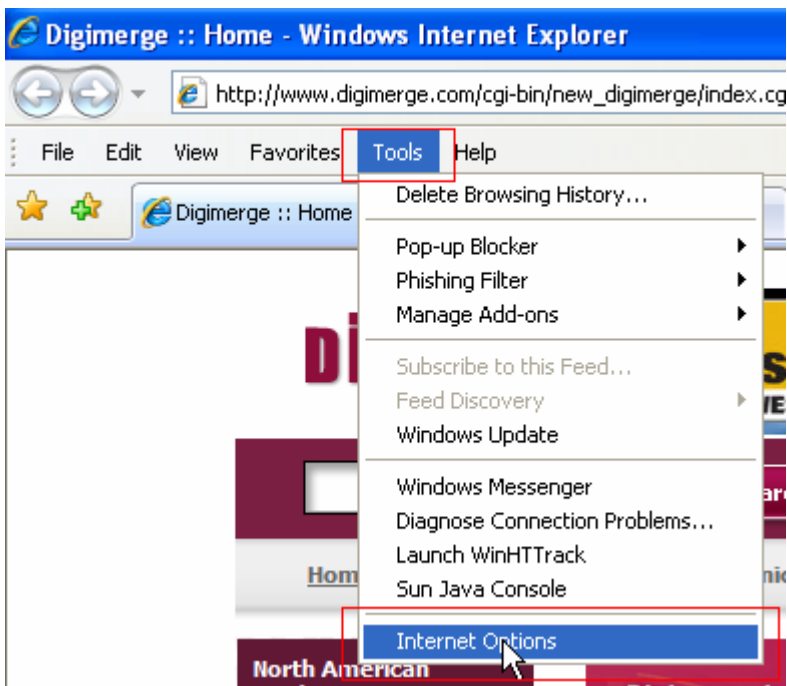 Digimerge :: Home - Windows Internet Explorer
http://www.digimerge.com/cgi-bin/new_digimerge/index.cg
File Edit View Favorites Tools Help
Digimerge :: Home
Delete Browsing History...
Pop-up Blocker
Phishing Filter
Manage Add-ons
Subscribe to this Feed...
Feed Discovery
Windows Update
Windows Messenger
Diagnose Connection Problems...
Launch WinHTTrack
Sun Java Console
Hom
Internet Options
North American